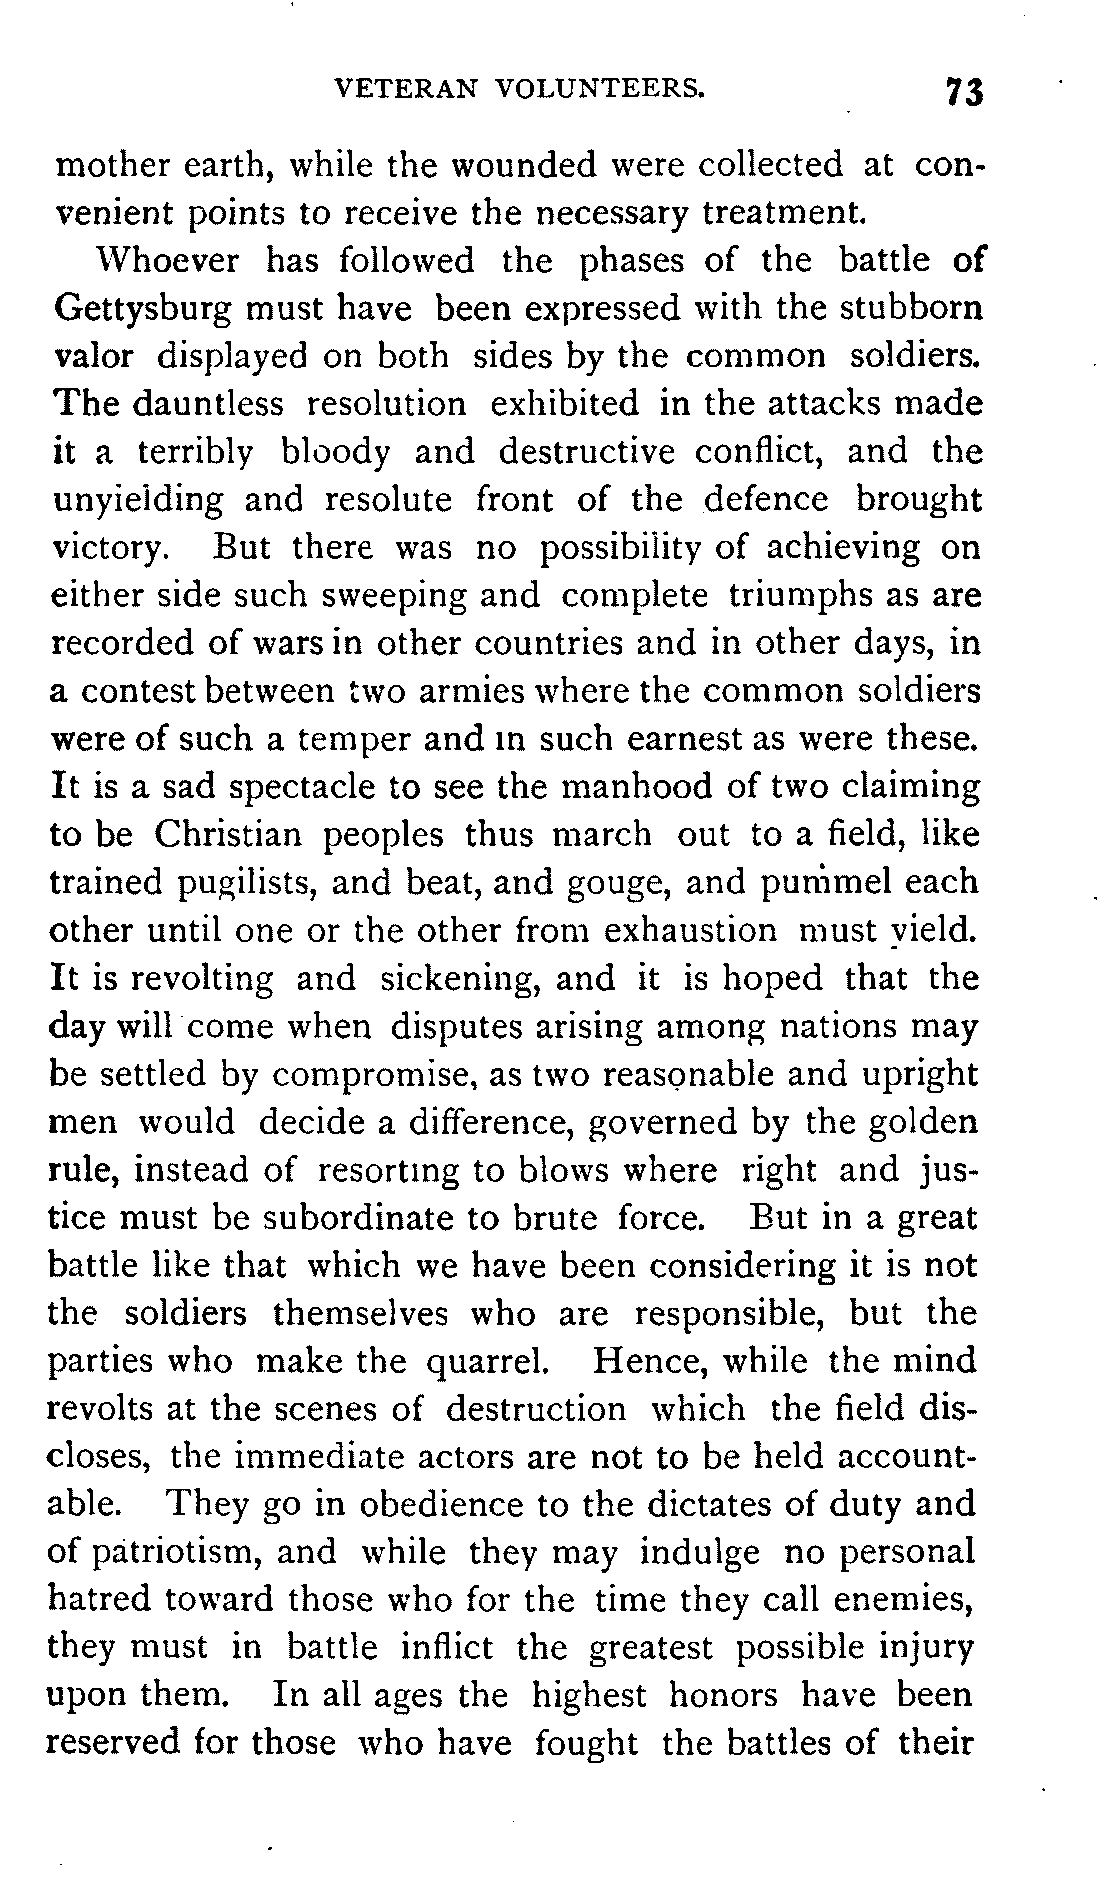 VETERAN VOLUNTEERS. 73
mother earth, while the wounded were collected at con-
venient points to receive the necessary treatment.
Whoever has followed the phases of the battle of
Gettysburg must have been expressed with the stubborn
valor displayed on both sides by the common soldiers.
The dauntless resolution exhibited in the attacks made
it a terribly bloody and destructive conflict, and the
unyielding and resolute front of the defence brought
victory. But there was no possibility of achieving on
either side such sweeping and complete triumphs as are
recorded of wars in other countries and in other days, in
a contest between two armies where the common soldiers
were of such a temper and in such earnest as were these.
It is a sad spectacle to see the manhood of two claiming
to be Christian peoples thus march out to a field, like
trained pugilists, and beat, and gouge, and pummel each
other until one or the other from exhaustion must yield.
It is revolting and sickening, and it is hoped that the
day will come when disputes arising among nations may
be settled by compromise, as two reasonable and upright
men would decide a difference, governed by the golden
rule, instead of resorting to blows where right and jus-
tice must be subordinate to brute force. But in a great
battle like that which we have been considering it is not
the soldiers themselves who are responsible, but the
parties who make the quarrel. Hence, while the mind
revolts at the scenes of destruction which the field dis-
closes, the immediate actors are not to be held account-
able. They go in obedience to the dictates of duty and
of patriotism, and while they may indulge no personal
hatred toward those who for the time they call enemies,
they must in battle inflict the greatest possible injury
upon them. In all ages the highest honors have been
reserved for those who have fought the battles of their